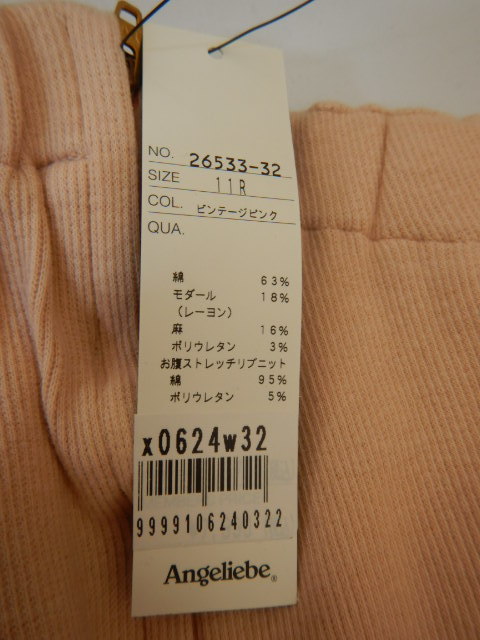 NO. 26533-32
SIZE 11R
COL. ビンテージピンク
QUA.
綿 63%
モダール 18%
(レーヨン)
麻 16%
ポリウレタン 3%
お腹ストレッチリブニット
綿 95%
ポリウレタン 5%
x0624w32
9999106240322
Angeliebe®